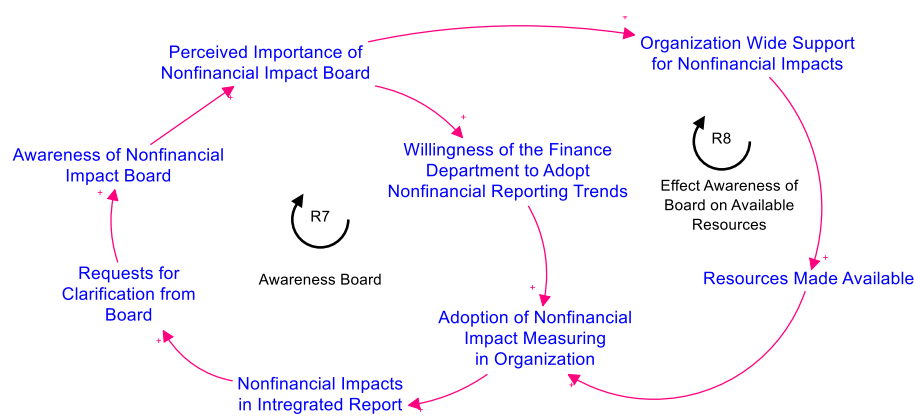 Perceived Importance of
Nonfinancial Impact Board
+
+
Organization Wide Support
for Nonfinancial Impacts
+
Willingness of the Finance
Department to Adopt
Nonfinancial Reporting Trends
R8
Effect Awareness of
Board on Available
Resources
Awareness of Nonfinancial
Impact Board
+
R7
Awareness Board
Requests for
Clarification from
Board
+
+
Resources Made Available
+
Adoption of Nonfinancial
Impact Measuring
in Organization
+
Nonfinancial Impacts
in Intregrated Report
+